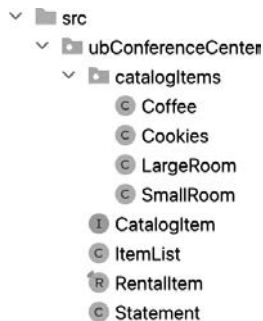 src
ubConferenceCenter
catalogItems
C Coffee
C Cookies
C LargeRoom
C SmallRoom
I CatalogItem
C ItemList
R RentalItem
C Statement